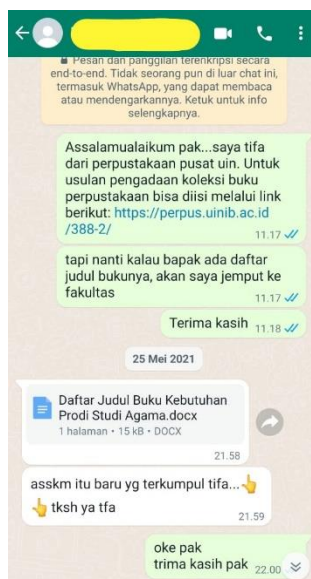 Pesan dan panggilan terenkripsi secara
end-to-end. Tidak seorang pun di luar chat ini,
termasuk WhatsApp, yang dapat membaca
atau mendengarkannya. Ketuk untuk info
selengkapnya.
Assalamualaikum pak...saya tifa
dari perpustakaan pusat uin. Untuk
usulan pengadaan koleksi buku
perpustakaan bisa diisi melalui link
berikut: https://perpus.uinib.ac.id
/388-2/
11.17
tapi nanti kalau bapak ada daftar
judul bukunya, akan saya jemput ke
fakultas
11.17
Terima kasih 11.18
25 Mei 2021
Daftar Judul Buku Kebutuhan
Prodi Studi Agama.docx
1 halaman • 15 kB • DOCX
21.58
asskm itu baru yg terkumpul tifa...👆
👆 tksh ya tfa
21.59
oke pak
trima kasih pak 22.00